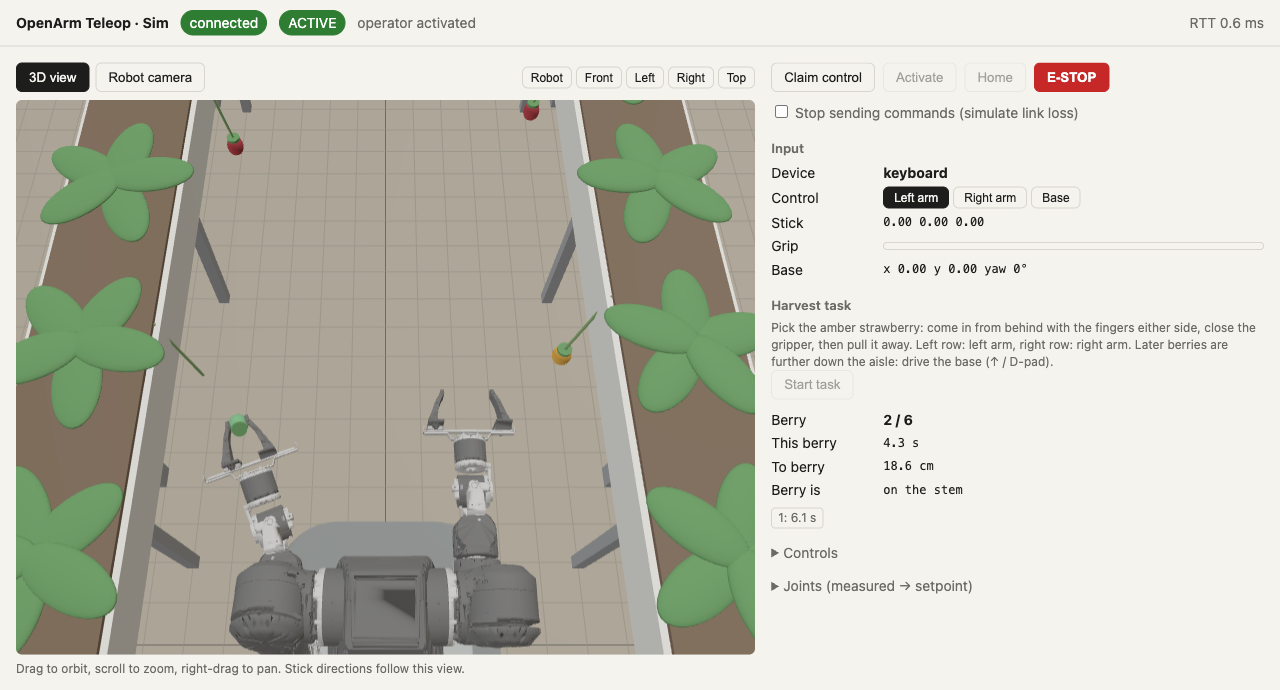 OpenArm Teleop · Sim connected ACTIVE operator activated RTT 0.6 ms
3D view Robot camera Robot Front Left Right Top
Claim control Activate Home E-STOP
Stop sending commands (simulate link loss)
Input
Device keyboard
Control Left arm Right arm Base
Stick 0.00 0.00 0.00
Grip
Base x 0.00 y 0.00 yaw 0°
Harvest task
Pick the amber strawberry: come in from behind with the fingers either side, close the
gripper, then pull it away. Left row: left arm, right row: right arm. Later berries are
further down the aisle: drive the base (↑ / D-pad).
Start task
Berry 2 / 6
This berry 4.3 s
To berry 18.6 cm
Berry is on the stem
1: 6.1 s
▶ Controls
▶ Joints (measured → setpoint)
Drag to orbit, scroll to zoom, right-drag to pan. Stick directions follow this view.